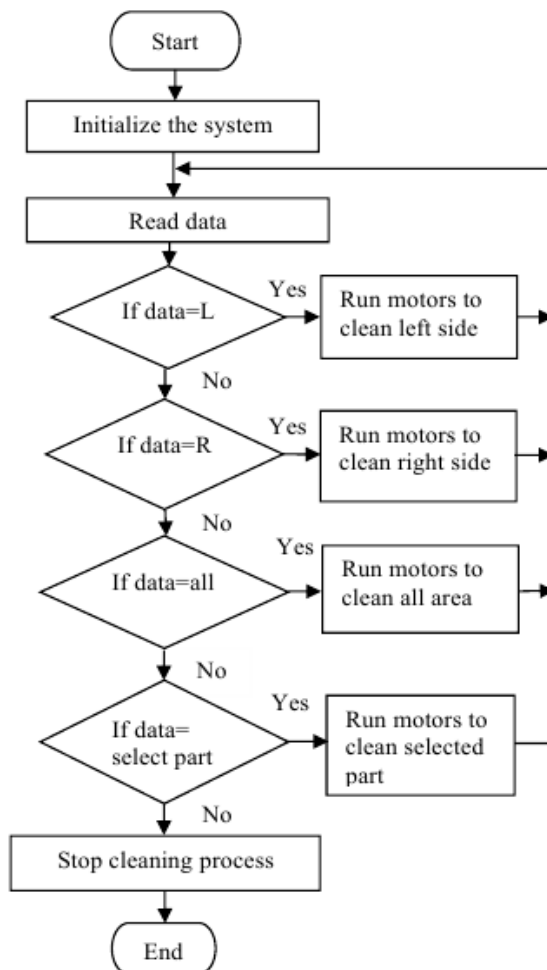 Start
Initialize the system
Read data
If data=L
Yes
Run motors to
clean left side
No
If data=R
Yes
Run motors to
clean right side
No
If data=all
Yes
Run motors to
clean all area
No
If data=
select part
Yes
Run motors to
clean selected
part
No
Stop cleaning process
End